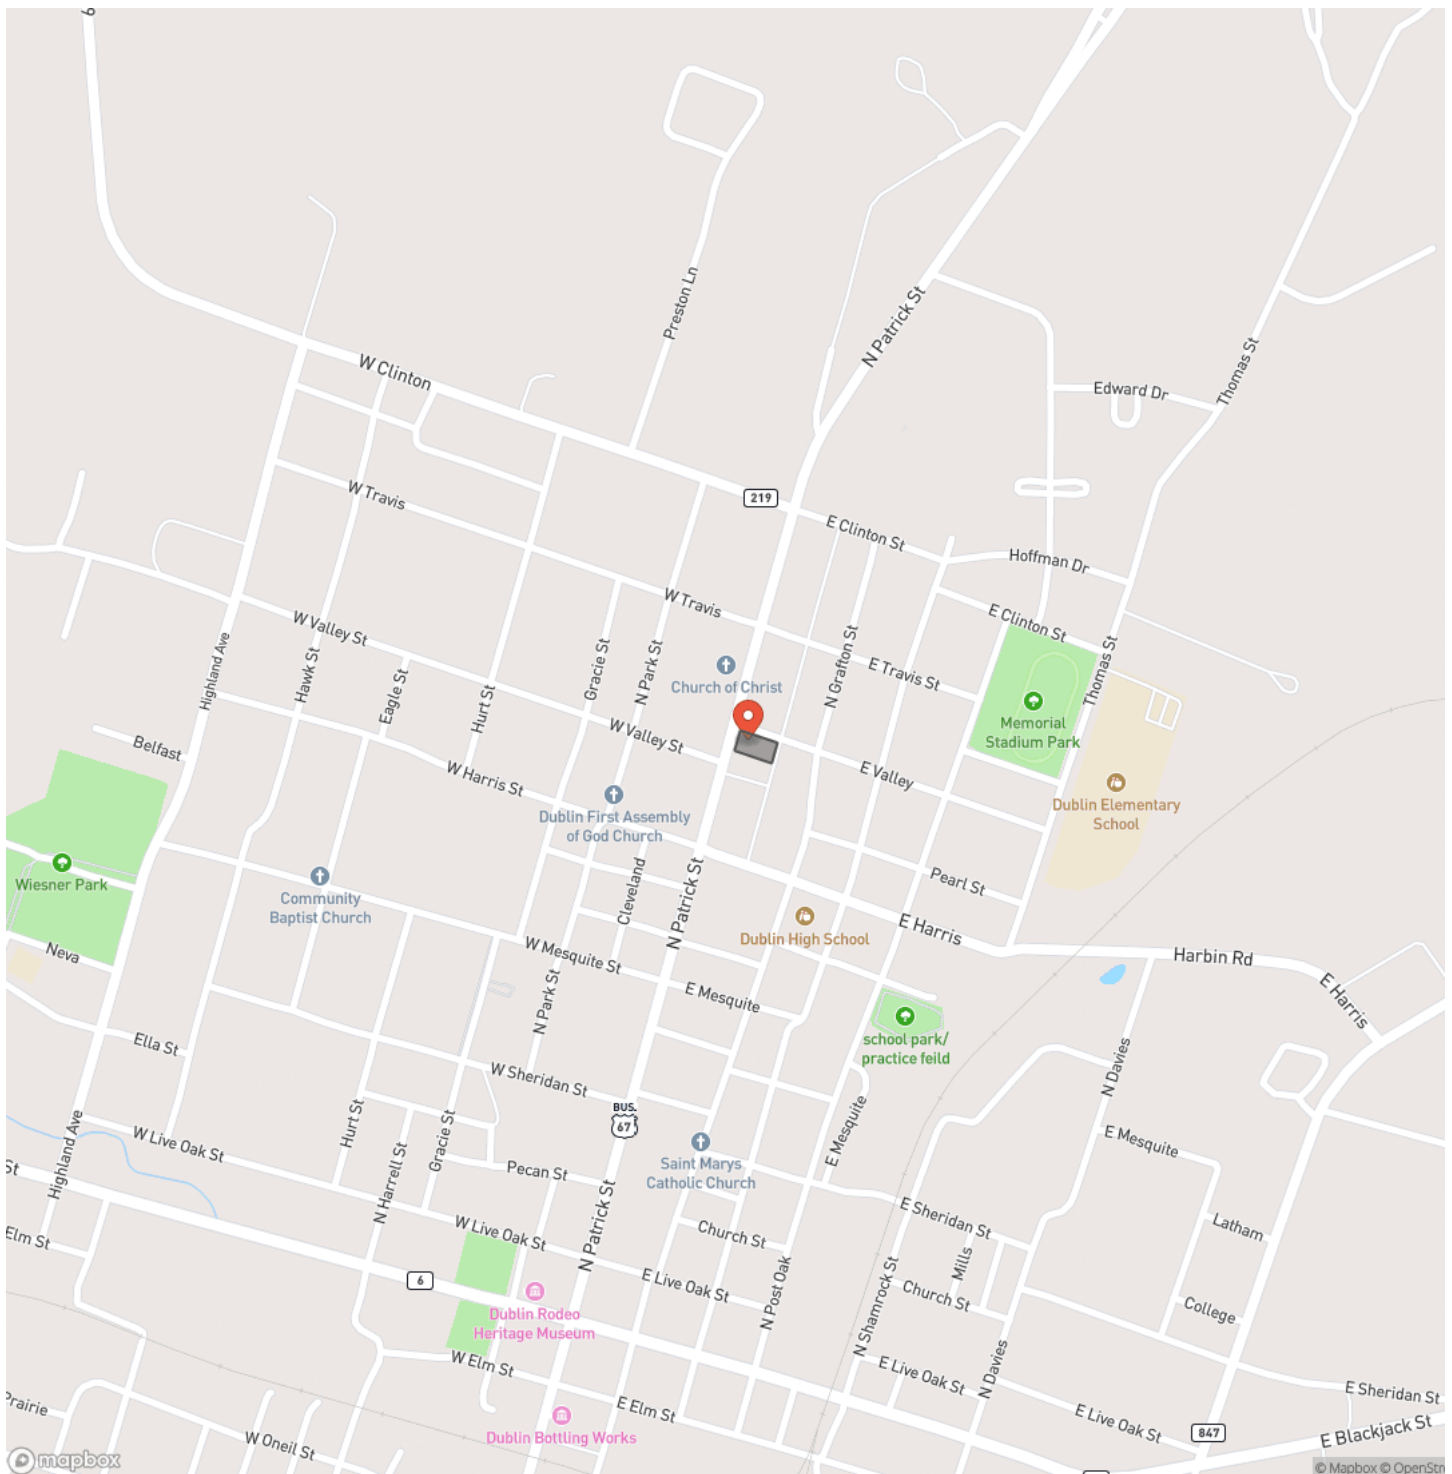 6
Preston Ln
N Patrick St
Thomas St
W Clinton
Edward Dr
219
W Travis
E Clinton St
Hoffman Dr
W Travis
E Clinton St
W Valley St
Highland Ave
Hawk St
Eagle St
Hurt St
Gracie St
N Park St
Church of Christ
N Grafton St
E Travis St
Thomas St
Memorial
Stadium Park
Belfast
W Valley St
W Harris St
E Valley
Dublin Elementary
School
Dublin First Assembly
of God Church
Wiesner Park
Community
Baptist Church
Cleveland
N Patrick St
Pearl St
Dublin High School
E Harris
Harbin Rd
E Harris
Neva
W Mesquite St
E Mesquite
N Park St
school park/
practice feild
Ella St
W Sheridan St
N Davies
BUS.
67
Highland Ave
W Live Oak St
Hurt St
N Harrell St
Gracie St
Pecan St
Saint Marys
Catholic Church
E Mesquite
E Mesquite
St
Elm St
W Live Oak St
N Patrick St
Church St
E Sheridan St
Latham
6
E Live Oak St
N Post Oak
N Shamrock St
Mills
Church St
College
Dublin Rodeo
Heritage Museum
W Elm St
E Live Oak St
N Davies
E Sheridan St
Prairie
E Elm St
E Live Oak St
Dublin Bottling Works
W Oneil St
847
E Blackjack St
mapbox
© Mapbox © OpenStre